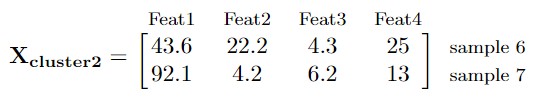 Feat1 Feat2 Feat3 Feat4
X_cluster2 = [43.6 22.2 4.3 25] sample 6
[92.1 4.2 6.2 13] sample 7